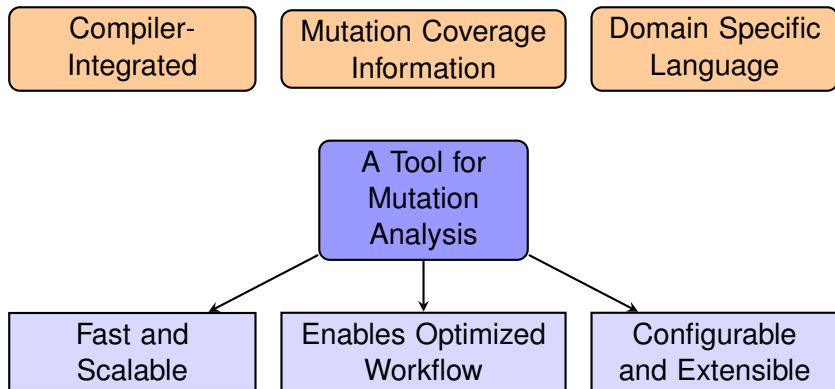 Compiler-
Integrated
Mutation Coverage
Information
Domain Specific
Language
A Tool for
Mutation
Analysis
Fast and
Scalable
Enables Optimized
Workflow
Configurable
and Extensible